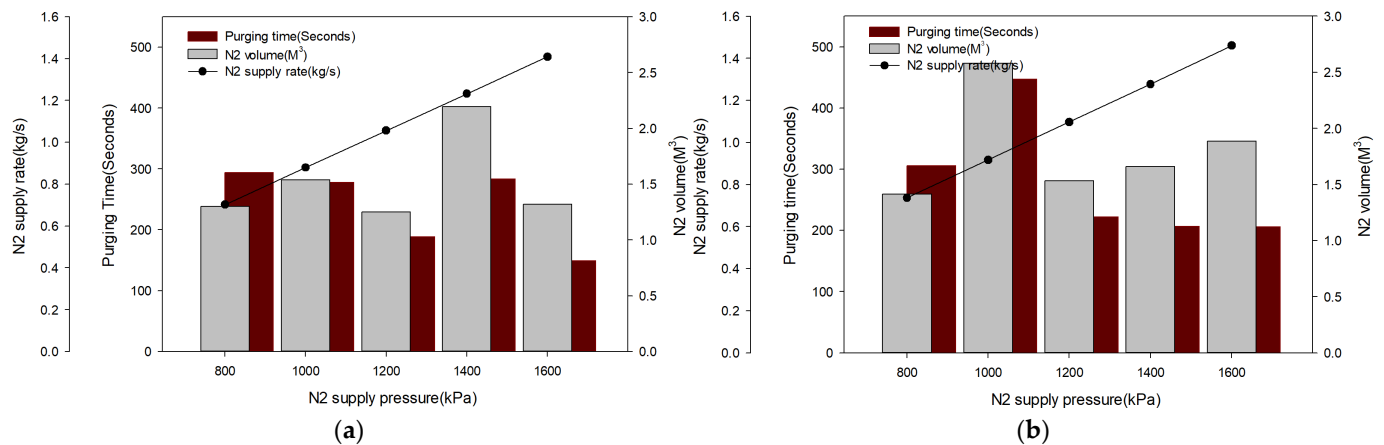 1.6
1.4
1.2
1.0
0.8
0.6
0.4
0.2
0.0
N2 supply rate(kg/s)
500
400
300
200
100
0
Purging Time(Seconds)
Purging time(Seconds)
N2 volume(M³)
N2 supply rate(kg/s)
3.0
2.5
2.0
1.5
1.0
0.5
0.0
N2 volume(M³)
800 1000 1200 1400 1600
N2 supply pressure(kPa)
(a)
1.6
1.4
1.2
1.0
0.8
0.6
0.4
0.2
0.0
N2 supply rate(kg/s)
500
400
300
200
100
0
Purging time(Seconds)
Purging time(Seconds)
N2 volume(M³)
N2 supply rate(kg/s)
3.0
2.5
2.0
1.5
1.0
0.5
0.0
N2 volume(M³)
800 1000 1200 1400 1600
N2 supply pressure(kPa)
(b)